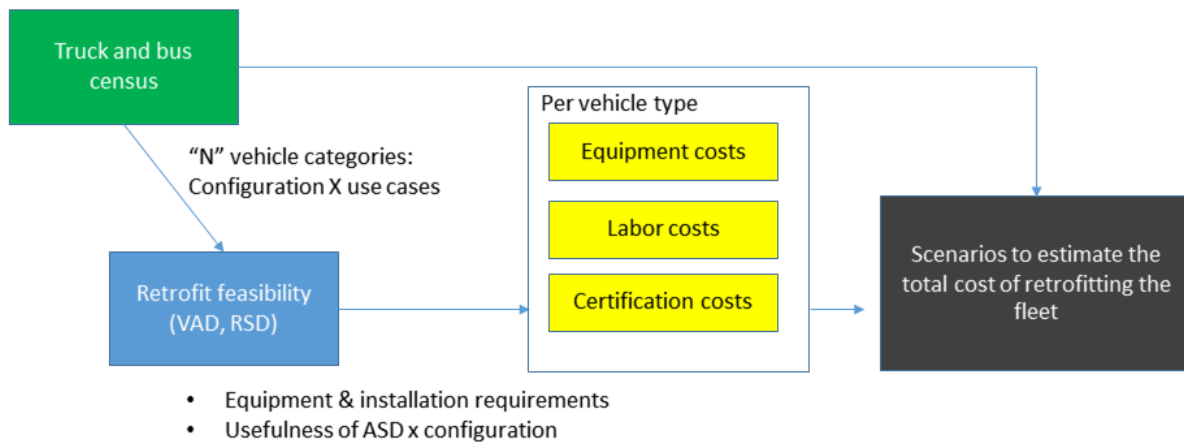 Truck and bus
census
"N" vehicle categories:
Configuration X use cases
Retrofit feasibility
(VAD, RSD)
• Equipment & installation requirements
• Usefulness of ASD x configuration
Per vehicle type
Equipment costs
Labor costs
Certification costs
Scenarios to estimate the
total cost of retrofitting the
fleet